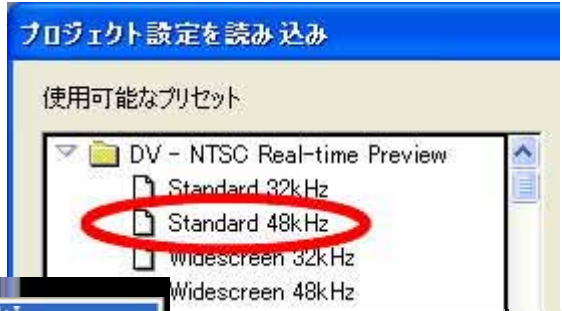 プロジェクト設定を読み込み
使用可能なプリセット
DV - NTSC Real-time Preview
Standard 32kHz
Standard 48kHz
Widescreen 32kHz
Widescreen 48kHz